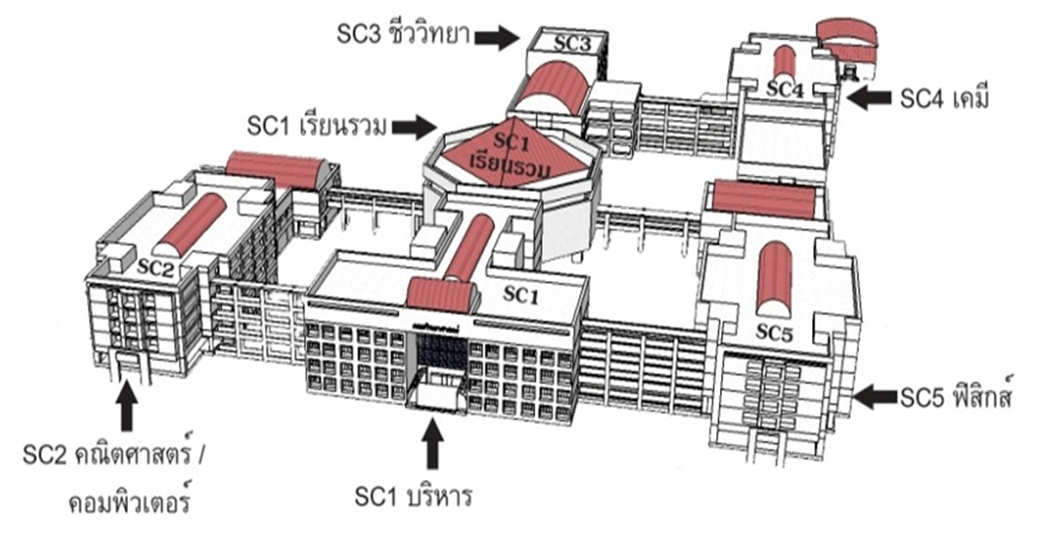 SC3 ชีววิทยา
SC3
SC4
SC4 เคมี
SC1 เรียนรวม
SC1
เรียนรวม
SC2
SC1
SC5
SC5 ฟิสิกส์
SC2 คณิตศาสตร์ /
คอมพิวเตอร์
SC1 บริหาร